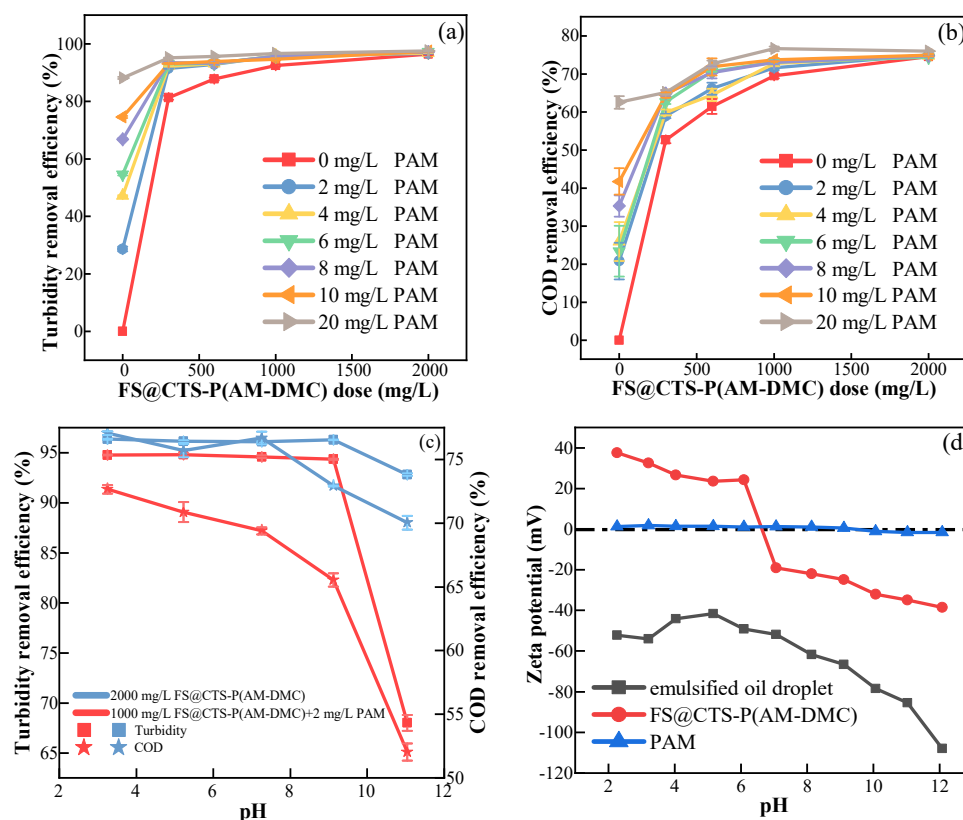 (a)
Turbidity removal efficiency (%)
100
80
60
40
20
0
0 mg/L PAM
2 mg/L PAM
4 mg/L PAM
6 mg/L PAM
8 mg/L PAM
10 mg/L PAM
20 mg/L PAM
0 500 1000 1500 2000
FS@CTS-P(AM-DMC) dose (mg/L)
(b)
COD removal efficiency (%)
80
70
60
50
40
30
20
10
0
0 mg/L PAM
2 mg/L PAM
4 mg/L PAM
6 mg/L PAM
8 mg/L PAM
10 mg/L PAM
20 mg/L PAM
0 500 1000 1500 2000
FS@CTS-P(AM-DMC) dose (mg/L)
(c)
Turbidity removal efficiency (%)
95
90
85
80
75
70
65
2000 mg/L FS@CTS-P(AM-DMC)
1000 mg/L FS@CTS-P(AM-DMC)+2 mg/L PAM
Turbidity
COD
COD removal efficiency (%)
75
70
65
60
55
50
2 4 6 8 10 12
pH
(d)
Zeta potential (mV)
40
20
0
-20
-40
-60
-80
-100
-120
emulsified oil droplet
FS@CTS-P(AM-DMC)
PAM
2 4 6 8 10 12
pH